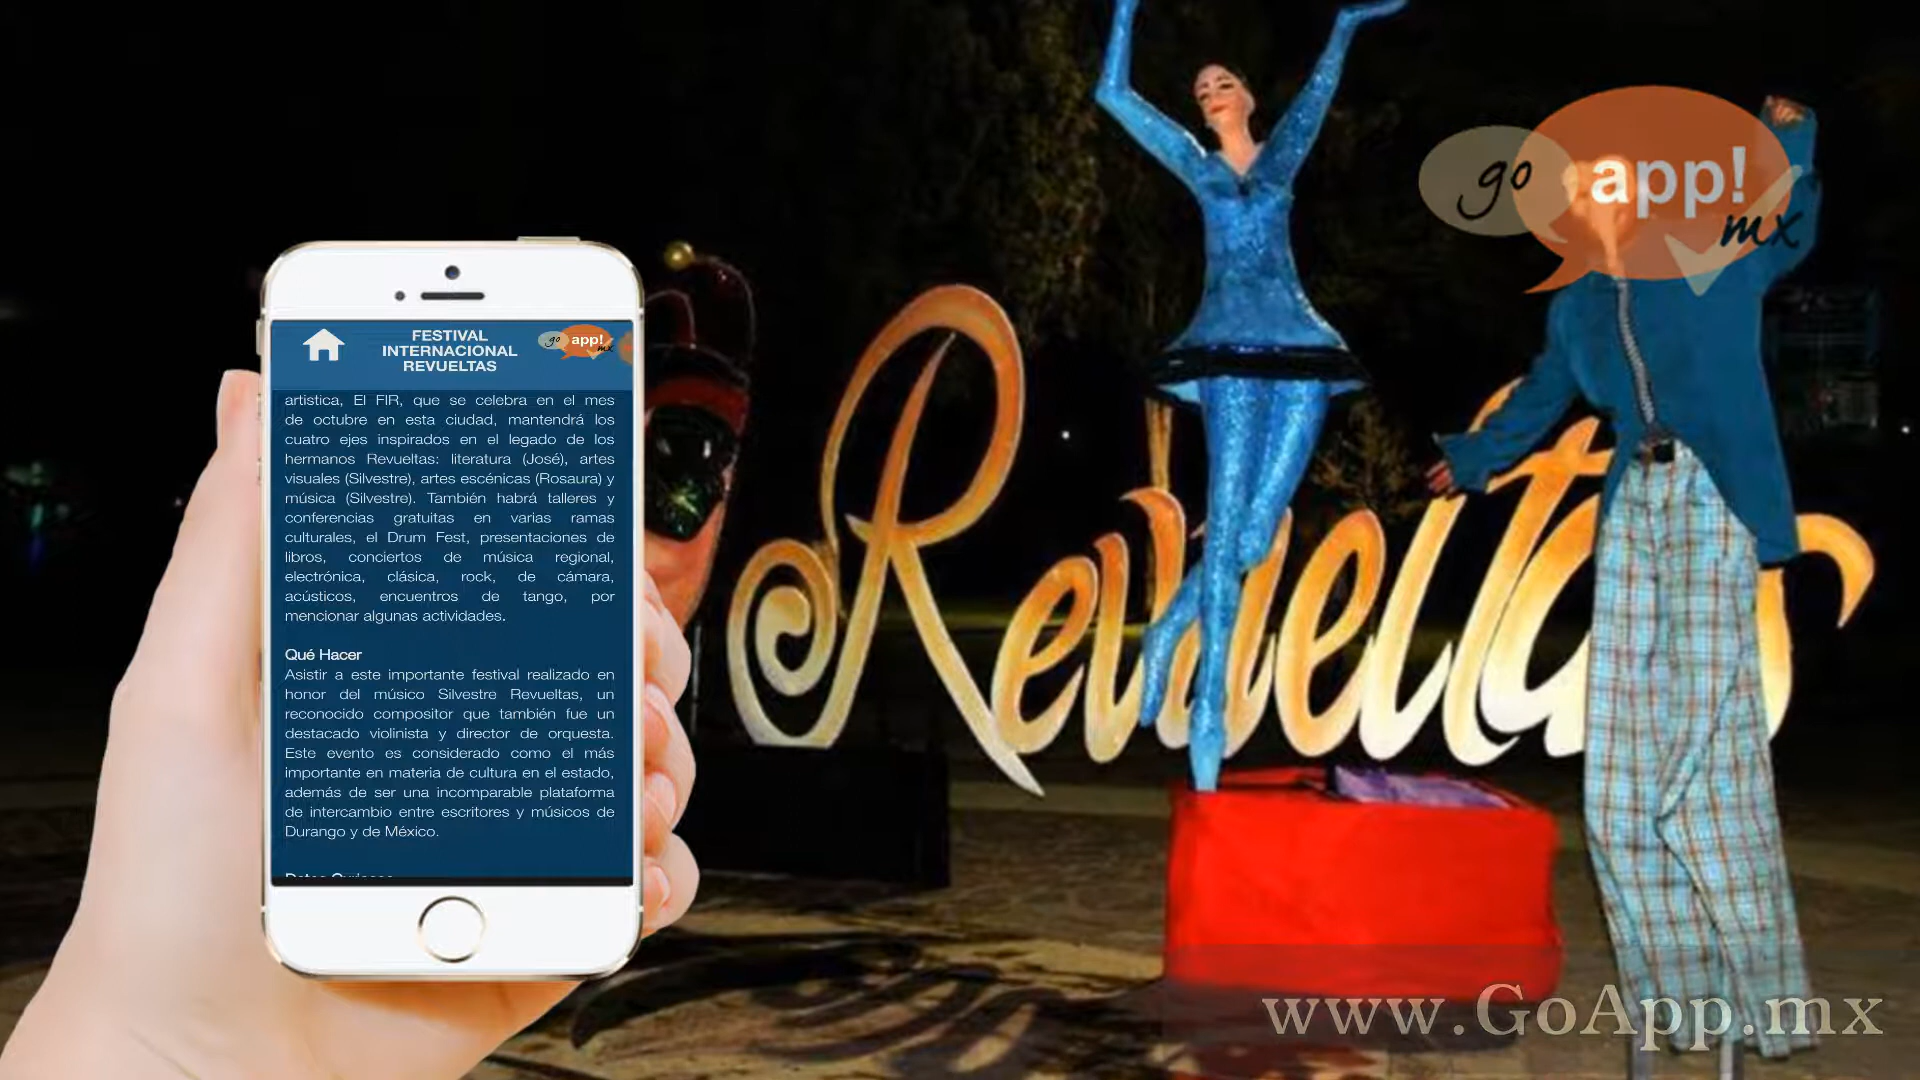 go app! mx
FESTIVAL
INTERNACIONAL
REVUELTAS
go app! mx
artistica, El FIR, que se celebra en el mes
de octubre en esta ciudad, mantendrá los
cuatro ejes inspirados en el legado de los
hermanos Revueltas: literatura (José), artes
visuales (Silvestre), artes escénicas (Rosaura) y
música (Silvestre). También habrá talleres y
conferencias gratuitas en varias ramas
culturales, el Drum Fest, presentaciones de
libros, conciertos de música regional,
electrónica, clásica, rock, de cámara,
acústicos, encuentros de tango, por
mencionar algunas actividades.
Qué Hacer
Asistir a este importante festival realizado en
honor del músico Silvestre Revueltas, un
reconocido compositor que también fue un
destacado violinista y director de orquesta.
Este evento es considerado como el más
importante en materia de cultura en el estado,
además de ser una incomparable plataforma
de intercambio entre escritores y músicos de
Durango y de México.
Revueltas
www.GoApp.mx